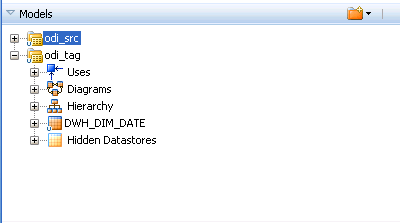 Models
odi_src
odi_tag
Uses
Diagrams
Hierarchy
DWH_DIM_DATE
Hidden Datastores